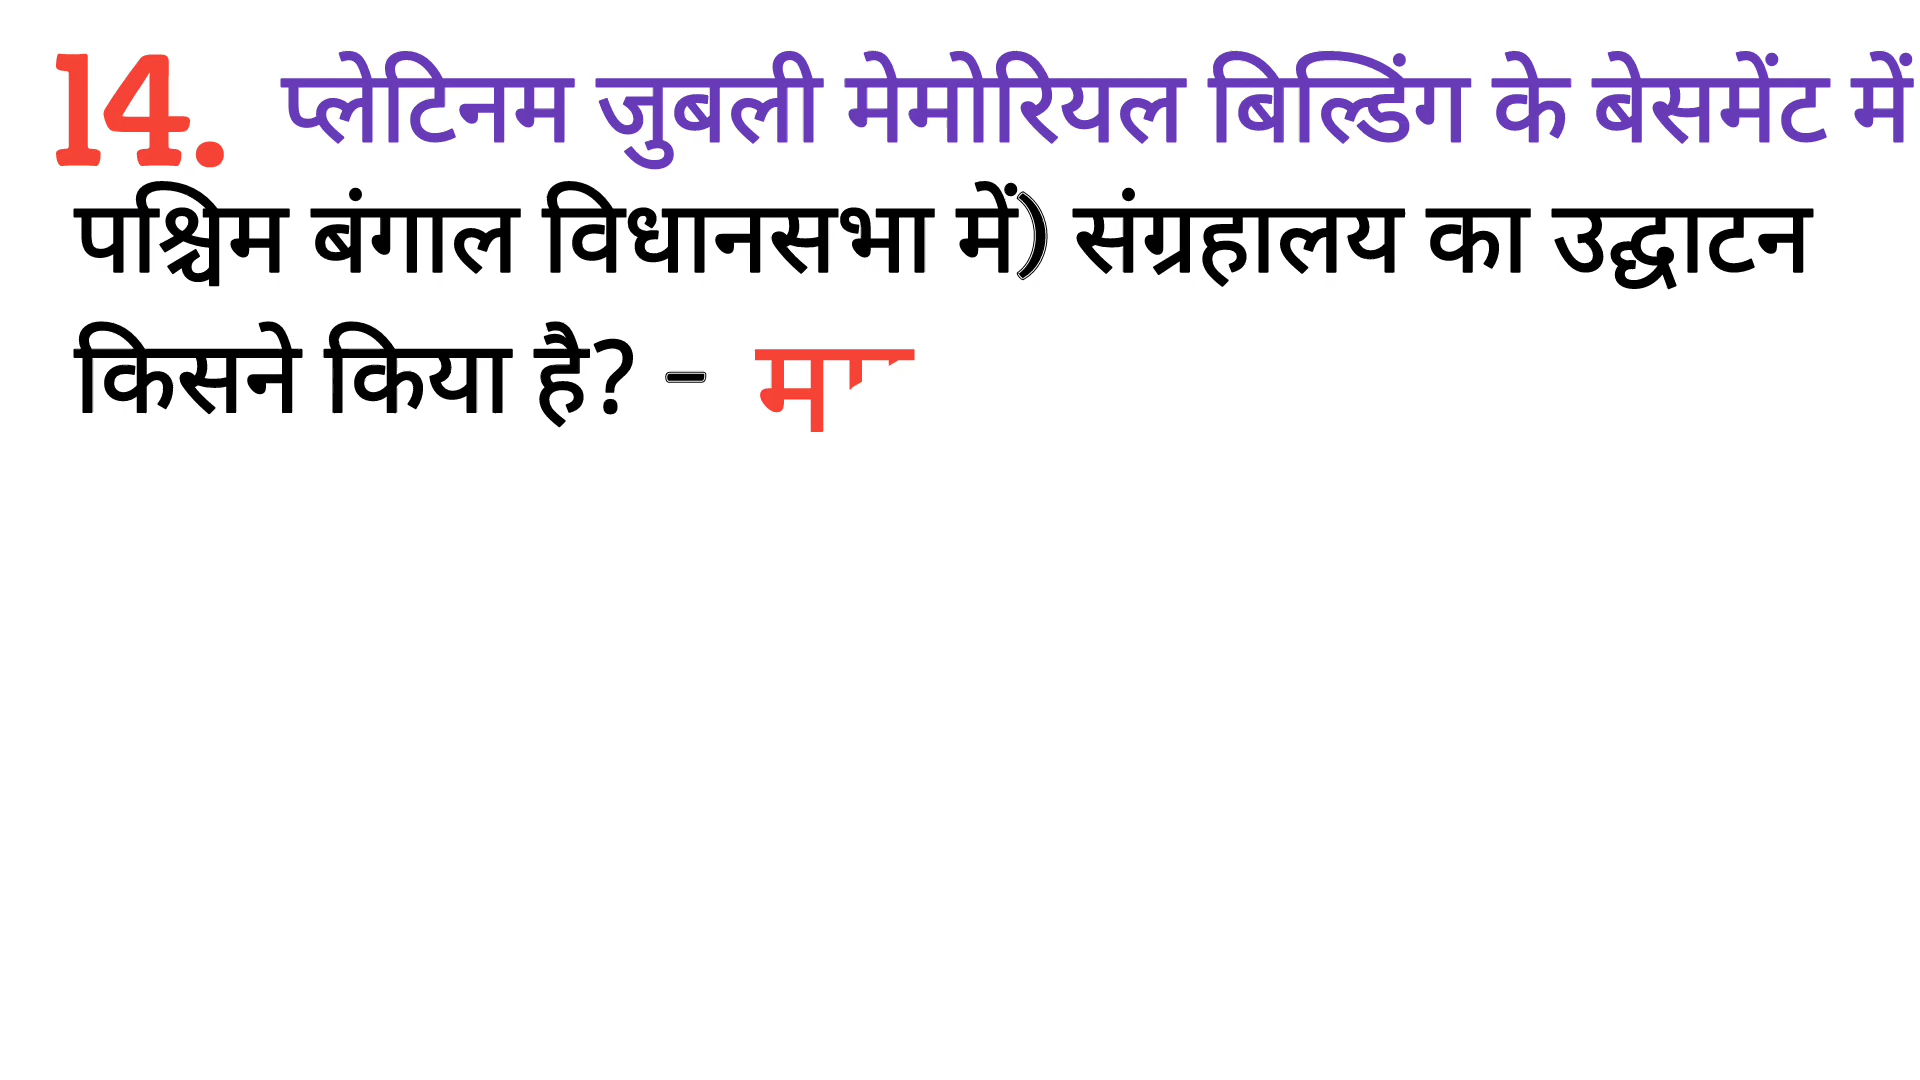 14. प्लेटिनम जुबली मेमोरियल बिल्डिंग के बेसमेंट में
पश्चिम बंगाल विधानसभा में) संग्रहालय का उद्घाटन
किसने किया है? -